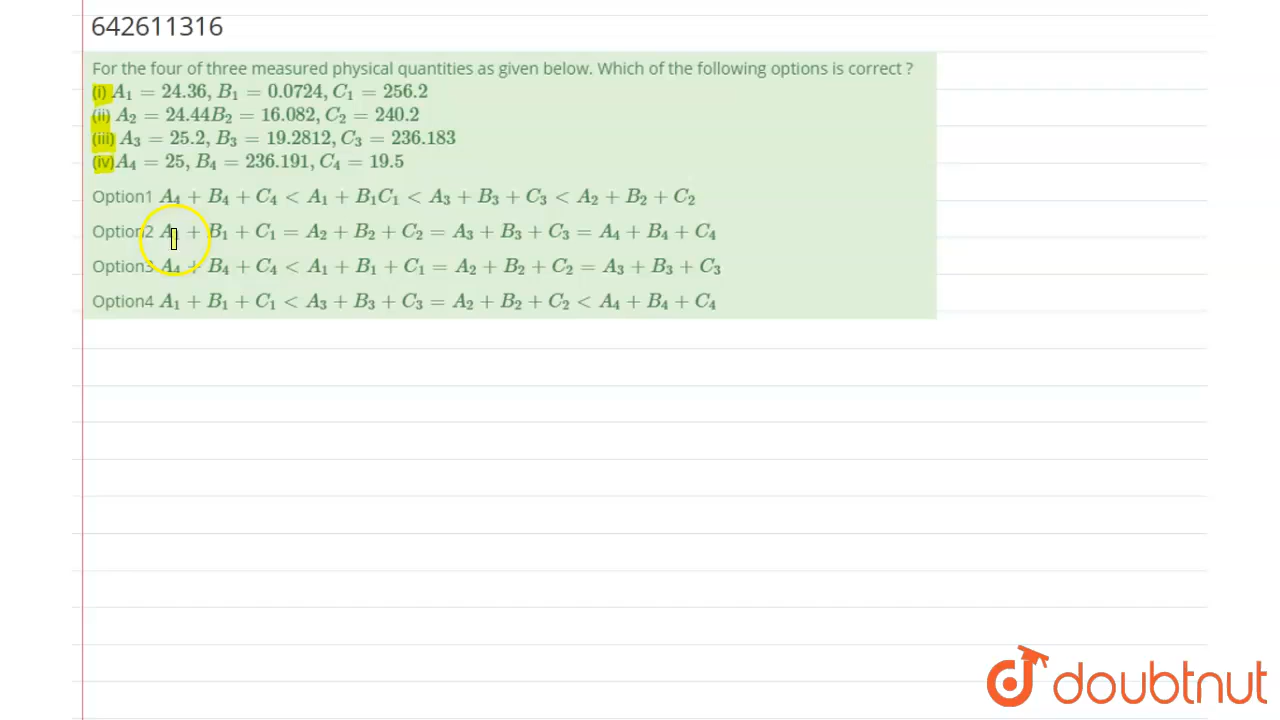 642611316
For the four of three measured physical quantities as given below. Which of the following options is correct ?
(i) A₁ = 24.36, B₁ = 0.0724, C₁ = 256.2
(ii) A₂ = 24.44B₂ = 16.082, C₂ = 240.2
(iii) A₃ = 25.2, B₃ = 19.2812, C₃ = 236.183
(iv)A₄ = 25, B₄ = 236.191, C₄ = 19.5
Option1 A₄ + B₄ + C₄ < A₁ + B₁C₁ < A₃ + B₃ + C₃ < A₂ + B₂ + C₂
Option2 A₁ + B₁ + C₁ = A₂ + B₂ + C₂ = A₃ + B₃ + C₃ = A₄ + B₄ + C₄
Option3 A₄ + B₄ + C₄ < A₁ + B₁ + C₁ = A₂ + B₂ + C₂ = A₃ + B₃ + C₃
Option4 A₁ + B₁ + C₁ < A₃ + B₃ + C₃ = A₂ + B₂ + C₂ < A₄ + B₄ + C₄
doubtnut